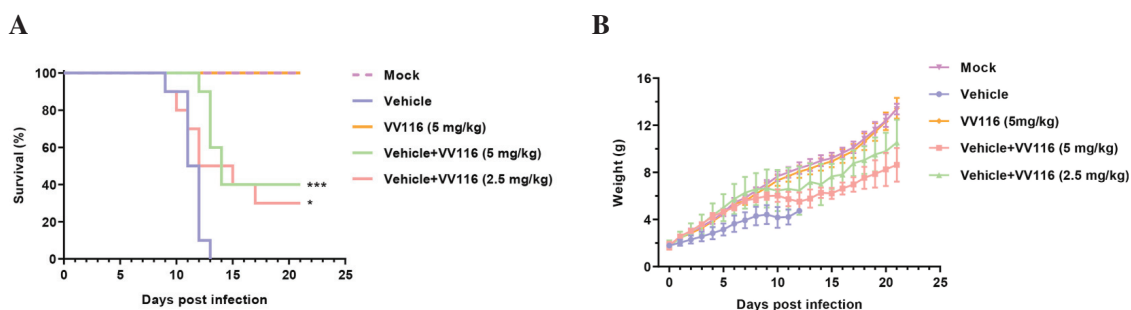 A
Survival (%)
100
80
60
40
20
0
0 5 10 15 20 25
Days post infection
***
*
Mock
Vehicle
VV116 (5 mg/kg)
Vehicle+VV116 (5 mg/kg)
Vehicle+VV116 (2.5 mg/kg)
B
Weight (g)
16
12
8
4
0
0 5 10 15 20 25
Days post infection
Mock
Vehicle
VV116 (5mg/kg)
Vehicle+VV116 (5 mg/kg)
Vehicle+VV116 (2.5 mg/kg)